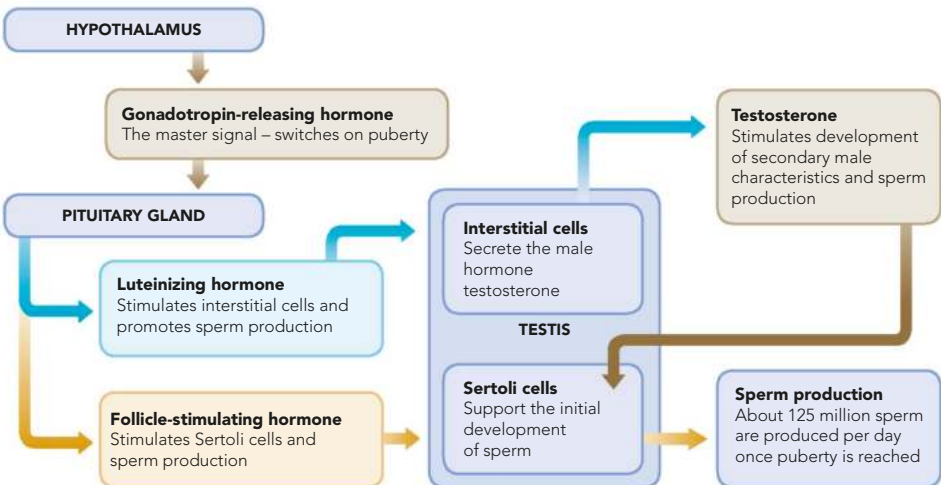 HYPOTHALAMUS
Gonadotropin-releasing hormone
The master signal – switches on puberty
PITUITARY GLAND
Luteinizing hormone
Stimulates interstitial cells and
promotes sperm production
Follicle-stimulating hormone
Stimulates Sertoli cells and
sperm production
Interstitial cells
Secrete the male
hormone
testosterone
TESTIS
Sertoli cells
Support the initial
development
of sperm
Testosterone
Stimulates development
of secondary male
characteristics and sperm
production
Sperm production
About 125 million sperm
are produced per day
once puberty is reached